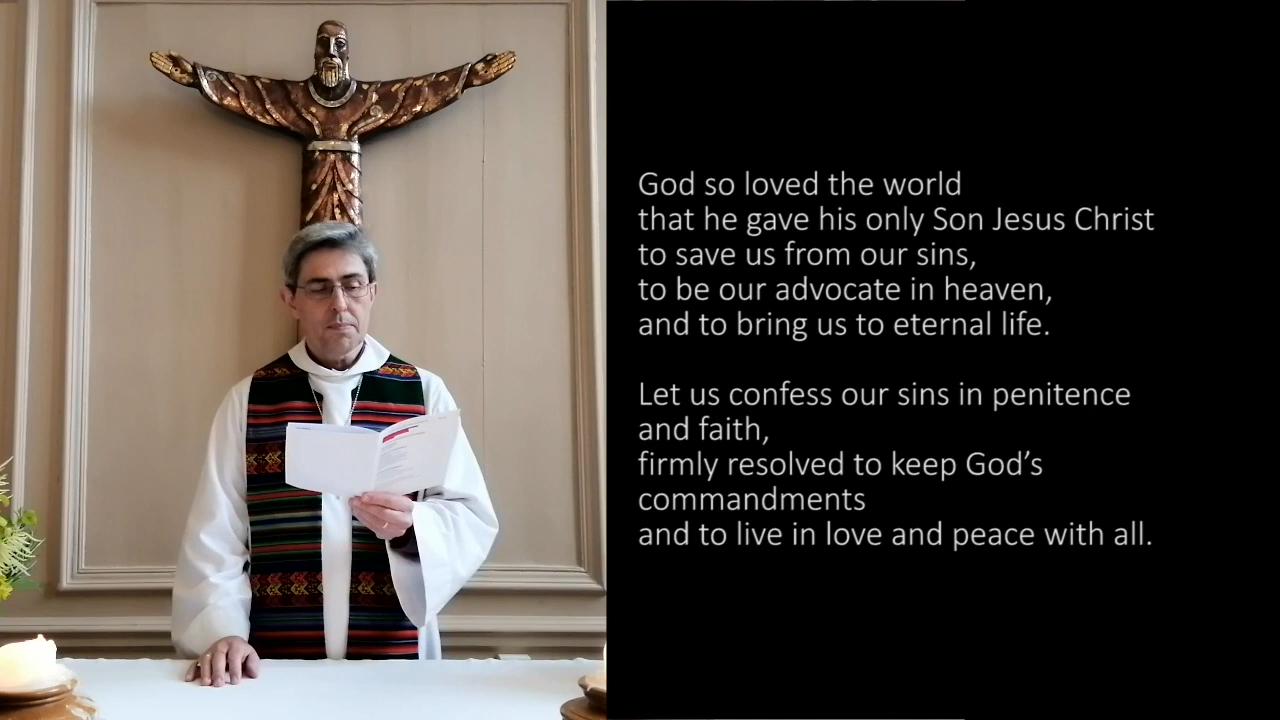 God so loved the world
that he gave his only Son Jesus Christ
to save us from our sins,
to be our advocate in heaven,
and to bring us to eternal life.
Let us confess our sins in penitence
and faith,
firmly resolved to keep God’s
commandments
and to live in love and peace with all.